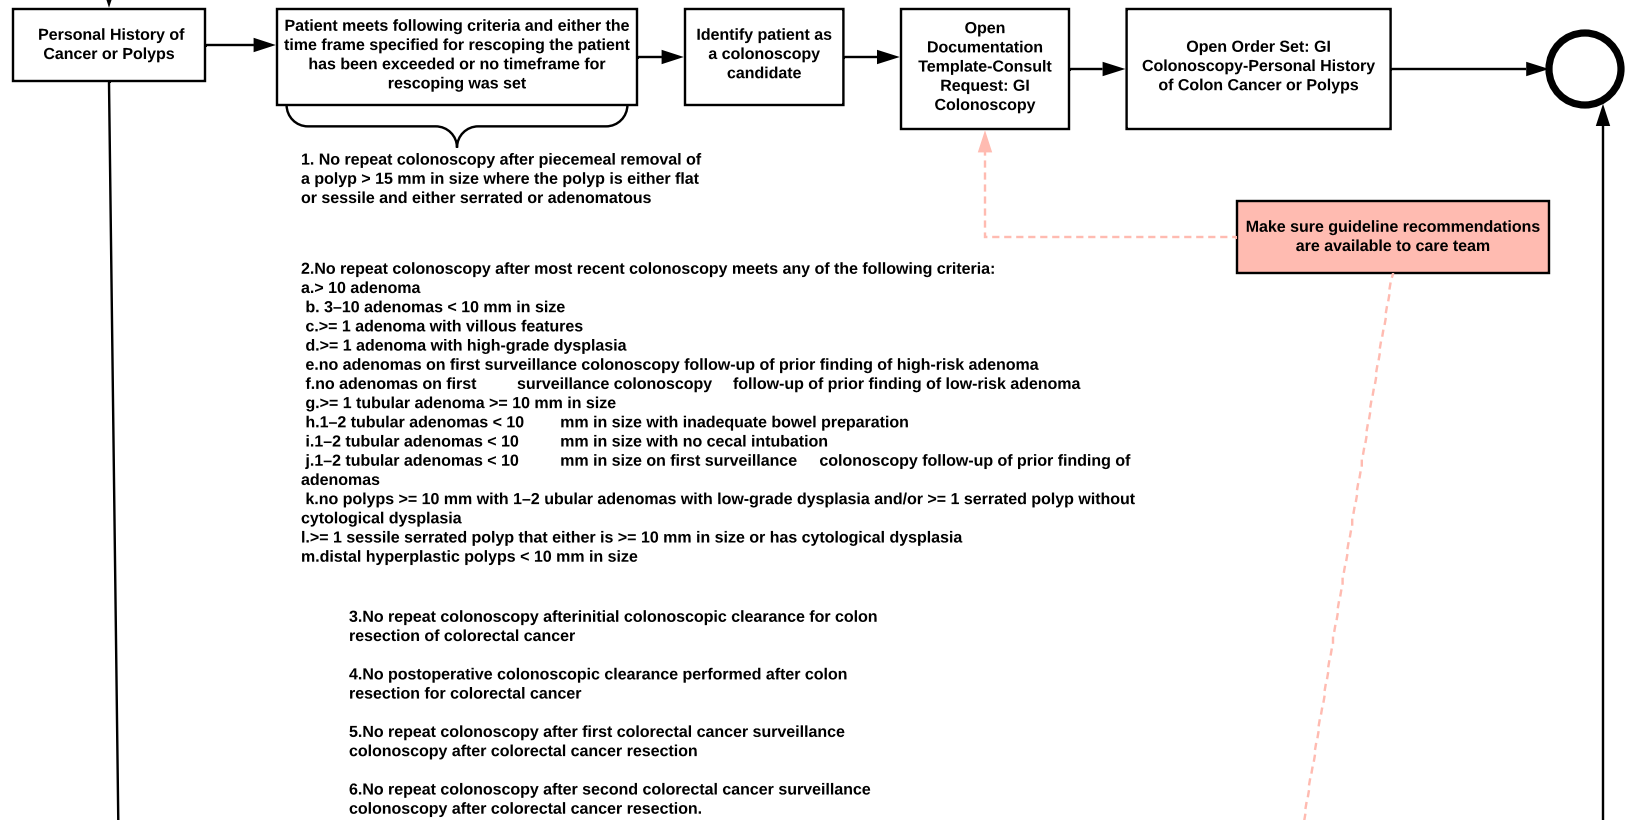 Personal History of
Cancer or Polyps
Patient meets following criteria and either the
time frame specified for rescoping the patient
has been exceeded or no timeframe for
rescoping was set
Identify patient as
a colonoscopy
candidate
Open
Documentation
Template-Consult
Request: GI
Colonoscopy
Open Order Set: GI
Colonoscopy-Personal History
of Colon Cancer or Polyps
1. No repeat colonoscopy after piecemeal removal of
a polyp > 15 mm in size where the polyp is either flat
or sessile and either serrated or adenomatous
Make sure guideline recommendations
are available to care team
2.No repeat colonoscopy after most recent colonoscopy meets any of the following criteria:
a.> 10 adenoma
b. 3–10 adenomas < 10 mm in size
c.>= 1 adenoma with villous features
d.>= 1 adenoma with high-grade dysplasia
e.no adenomas on first surveillance colonoscopy follow-up of prior finding of high-risk adenoma
f.no adenomas on first surveillance colonoscopy follow-up of prior finding of low-risk adenoma
g.>= 1 tubular adenoma >= 10 mm in size
h.1–2 tubular adenomas < 10 mm in size with inadequate bowel preparation
i.1–2 tubular adenomas < 10 mm in size with no cecal intubation
j.1–2 tubular adenomas < 10 mm in size on first surveillance colonoscopy follow-up of prior finding of
adenomas
k.no polyps >= 10 mm with 1–2 ubular adenomas with low-grade dysplasia and/or >= 1 serrated polyp without
cytological dysplasia
l.>= 1 sessile serrated polyp that either is >= 10 mm in size or has cytological dysplasia
m.distal hyperplastic polyps < 10 mm in size
3.No repeat colonoscopy afterinitial colonoscopic clearance for colon
resection of colorectal cancer
4.No postoperative colonoscopic clearance performed after colon
resection for colorectal cancer
5.No repeat colonoscopy after first colorectal cancer surveillance
colonoscopy after colorectal cancer resection
6.No repeat colonoscopy after second colorectal cancer surveillance
colonoscopy after colorectal cancer resection.